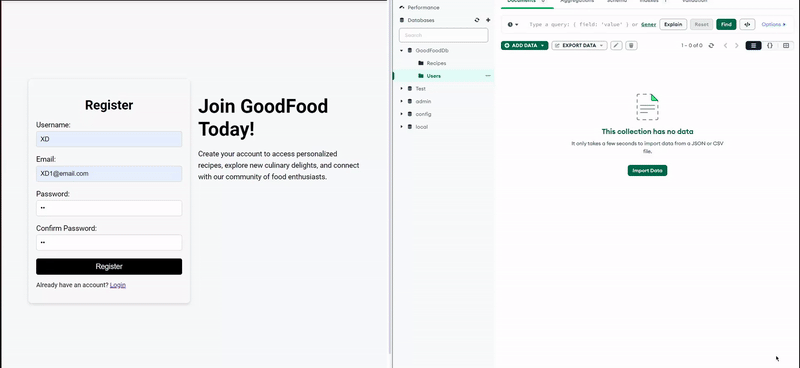 Register
Username:
XD
Email:
XD1@email.com
Password:
••
Confirm Password:
••
Register
Already have an account? Login
Join GoodFood
Today!
Create your account to access personalized
recipes, explore new culinary delights, and connect
with our community of food enthusiasts.
Performance
Databases
Search
GoodFoodDb
Recipes
Users
Test
admin
config
local
Documents Aggregations Schema Indexes Validation
Type a query: { field: 'value' } or Gener Explain Reset Find </> Options
ADD DATA EXPORT DATA 1 – 0 of 0 {}
This collection has no data
It only takes a few seconds to import data from a JSON or CSV
file.
Import Data